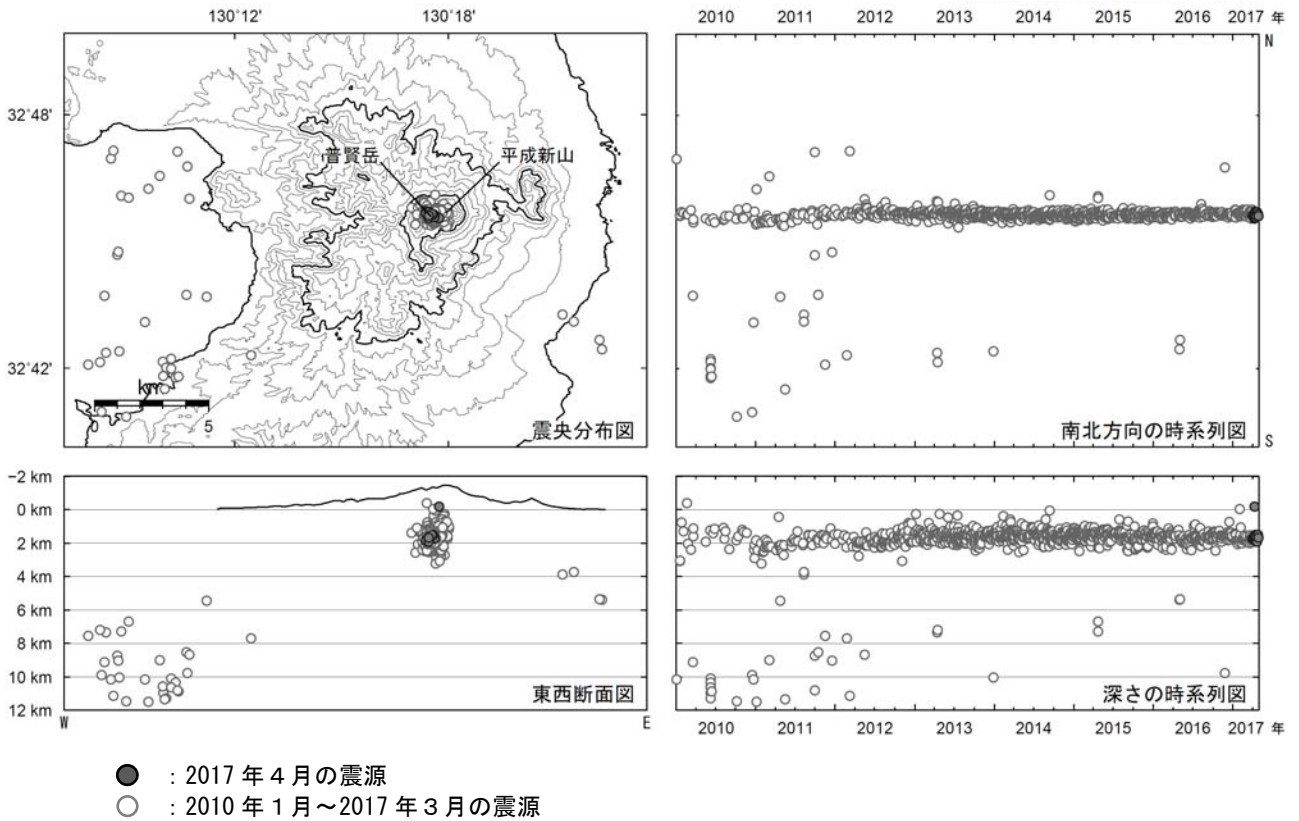 130°12'
130°18'
2010 2011 2012 2013 2014 2015 2016 2017 年
N
32°48'
普賢岳
平成新山
32°42'
km
5
震央分布図
南北方向の時系列図
S
-2 km
0 km
2 km
4 km
6 km
8 km
10 km
12 km
W
E
東西断面図
深さの時系列図
2010 2011 2012 2013 2014 2015 2016 2017 年
：2017 年４月の震源
：2010 年１月～2017 年３月の震源